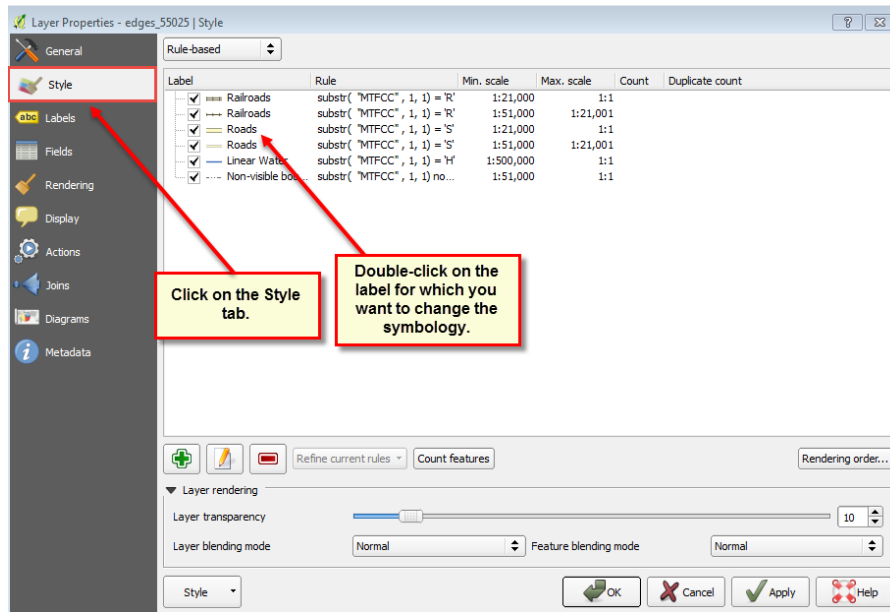 Layer Properties - edges_55025 | Style
General
Style
abc Labels
Fields
Rendering
Display
Actions
Joins
Diagrams
i Metadata
Rule-based
Label Rule Min. scale Max. scale Count Duplicate count
Railroads substr( "MTFCC" , 1, 1) = 'R' 1:21,000 1:1
Railroads substr( "MTFCC" , 1, 1) = 'R' 1:51,000 1:21,001
Roads substr( "MTFCC" , 1, 1) = 'S' 1:21,000 1:1
Roads substr( "MTFCC" , 1, 1) = 'S' 1:51,000 1:21,001
Linear Water substr( "MTFCC" , 1, 1) = 'H' 1:500,000 1:1
Non-visible bou... substr( "MTFCC" , 1, 1) no... 1:51,000 1:1
Click on the Style
tab.
Double-click on the
label for which you
want to change the
symbology.
Refine current rules
Count features
Rendering order...
Layer rendering
Layer transparency 10
Layer blending mode Normal Feature blending mode Normal
Style OK Cancel Apply Help